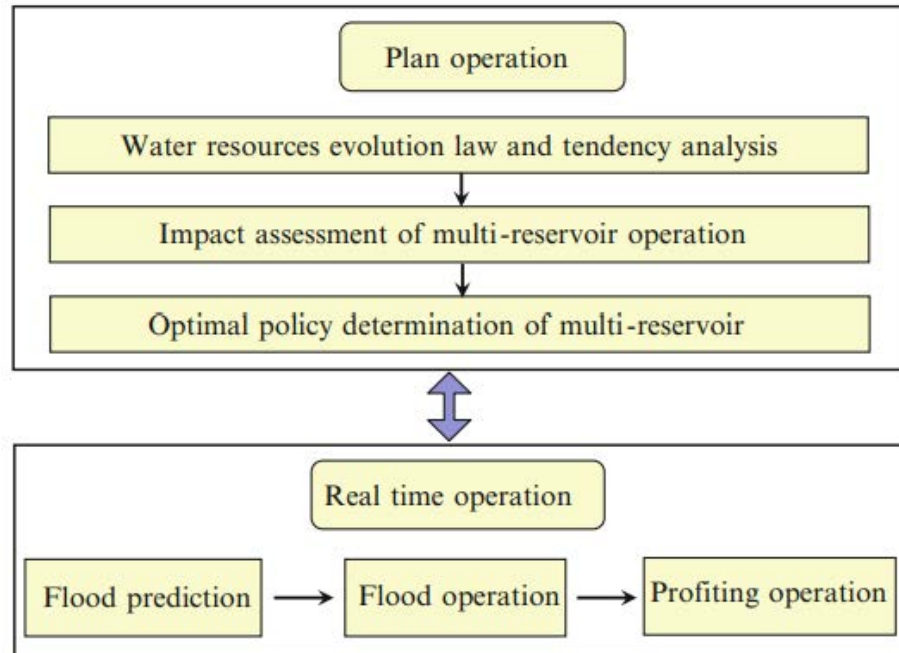 Plan operation
Water resources evolution law and tendency analysis
Impact assessment of multi-reservoir operation
Optimal policy determination of multi-reservoir
Real time operation
Flood prediction
Flood operation
Profiting operation